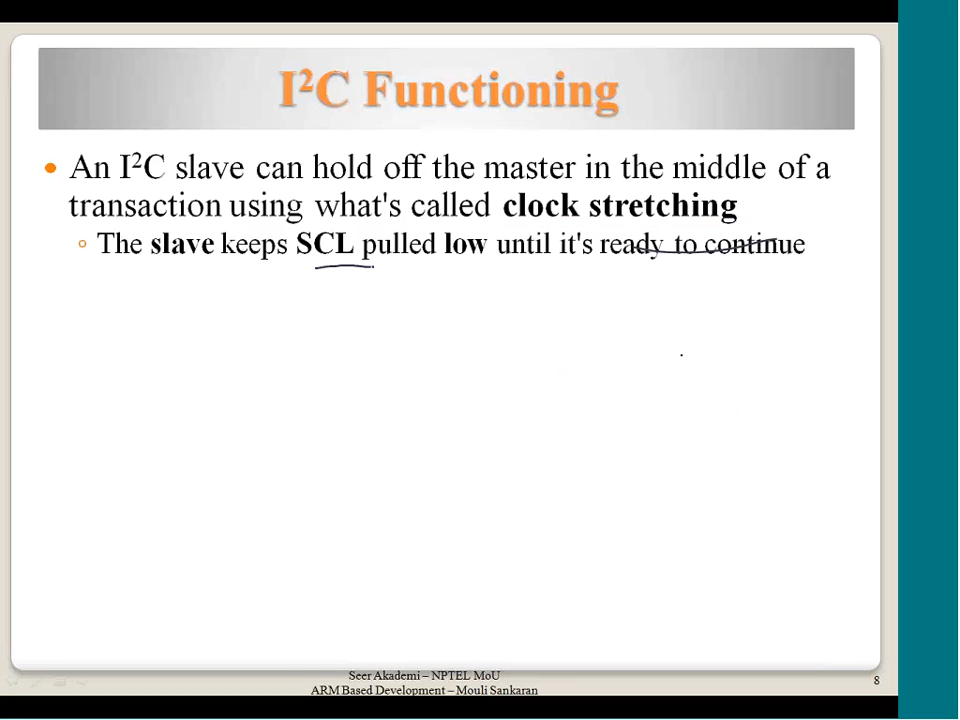 I²C Functioning
An I²C slave can hold off the master in the middle of a
transaction using what's called clock stretching
The slave keeps SCL pulled low until it's ready to continue
Seer Akademi – NPTEL MoU
ARM Based Development – Mouli Sankaran
8